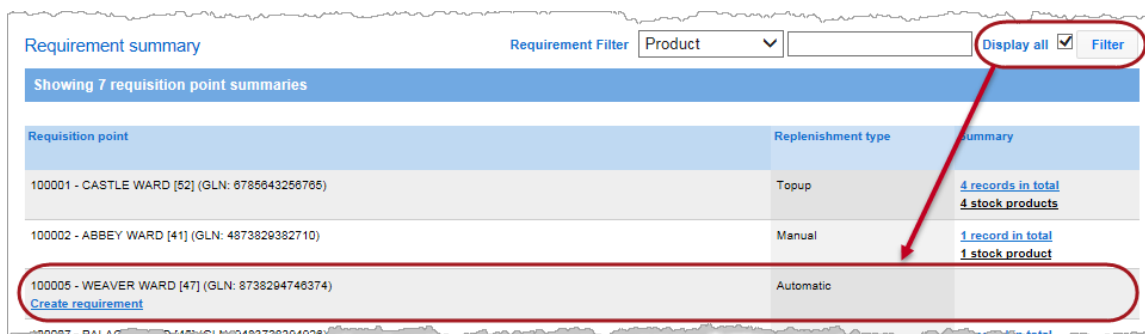 Requirement summary
Requirement Filter Product Display all Filter
Showing 7 requisition point summaries
Requisition point Replenishment type Summary
100001 - CASTLE WARD [52] (GLN: 6785643256765) Topup 4 records in total
4 stock products
100002 - ABBEY WARD [41] (GLN: 4873829382710) Manual 1 record in total
1 stock product
100005 - WEAVER WARD [47] (GLN: 8738294746374) Automatic
Create requirement